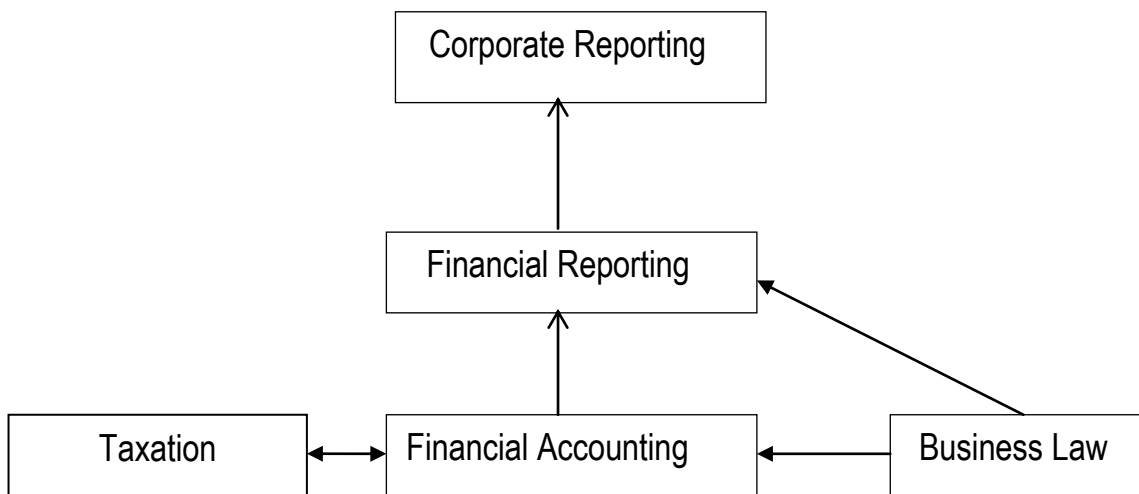 Corporate Reporting
Financial Reporting
Taxation
Financial Accounting
Business Law